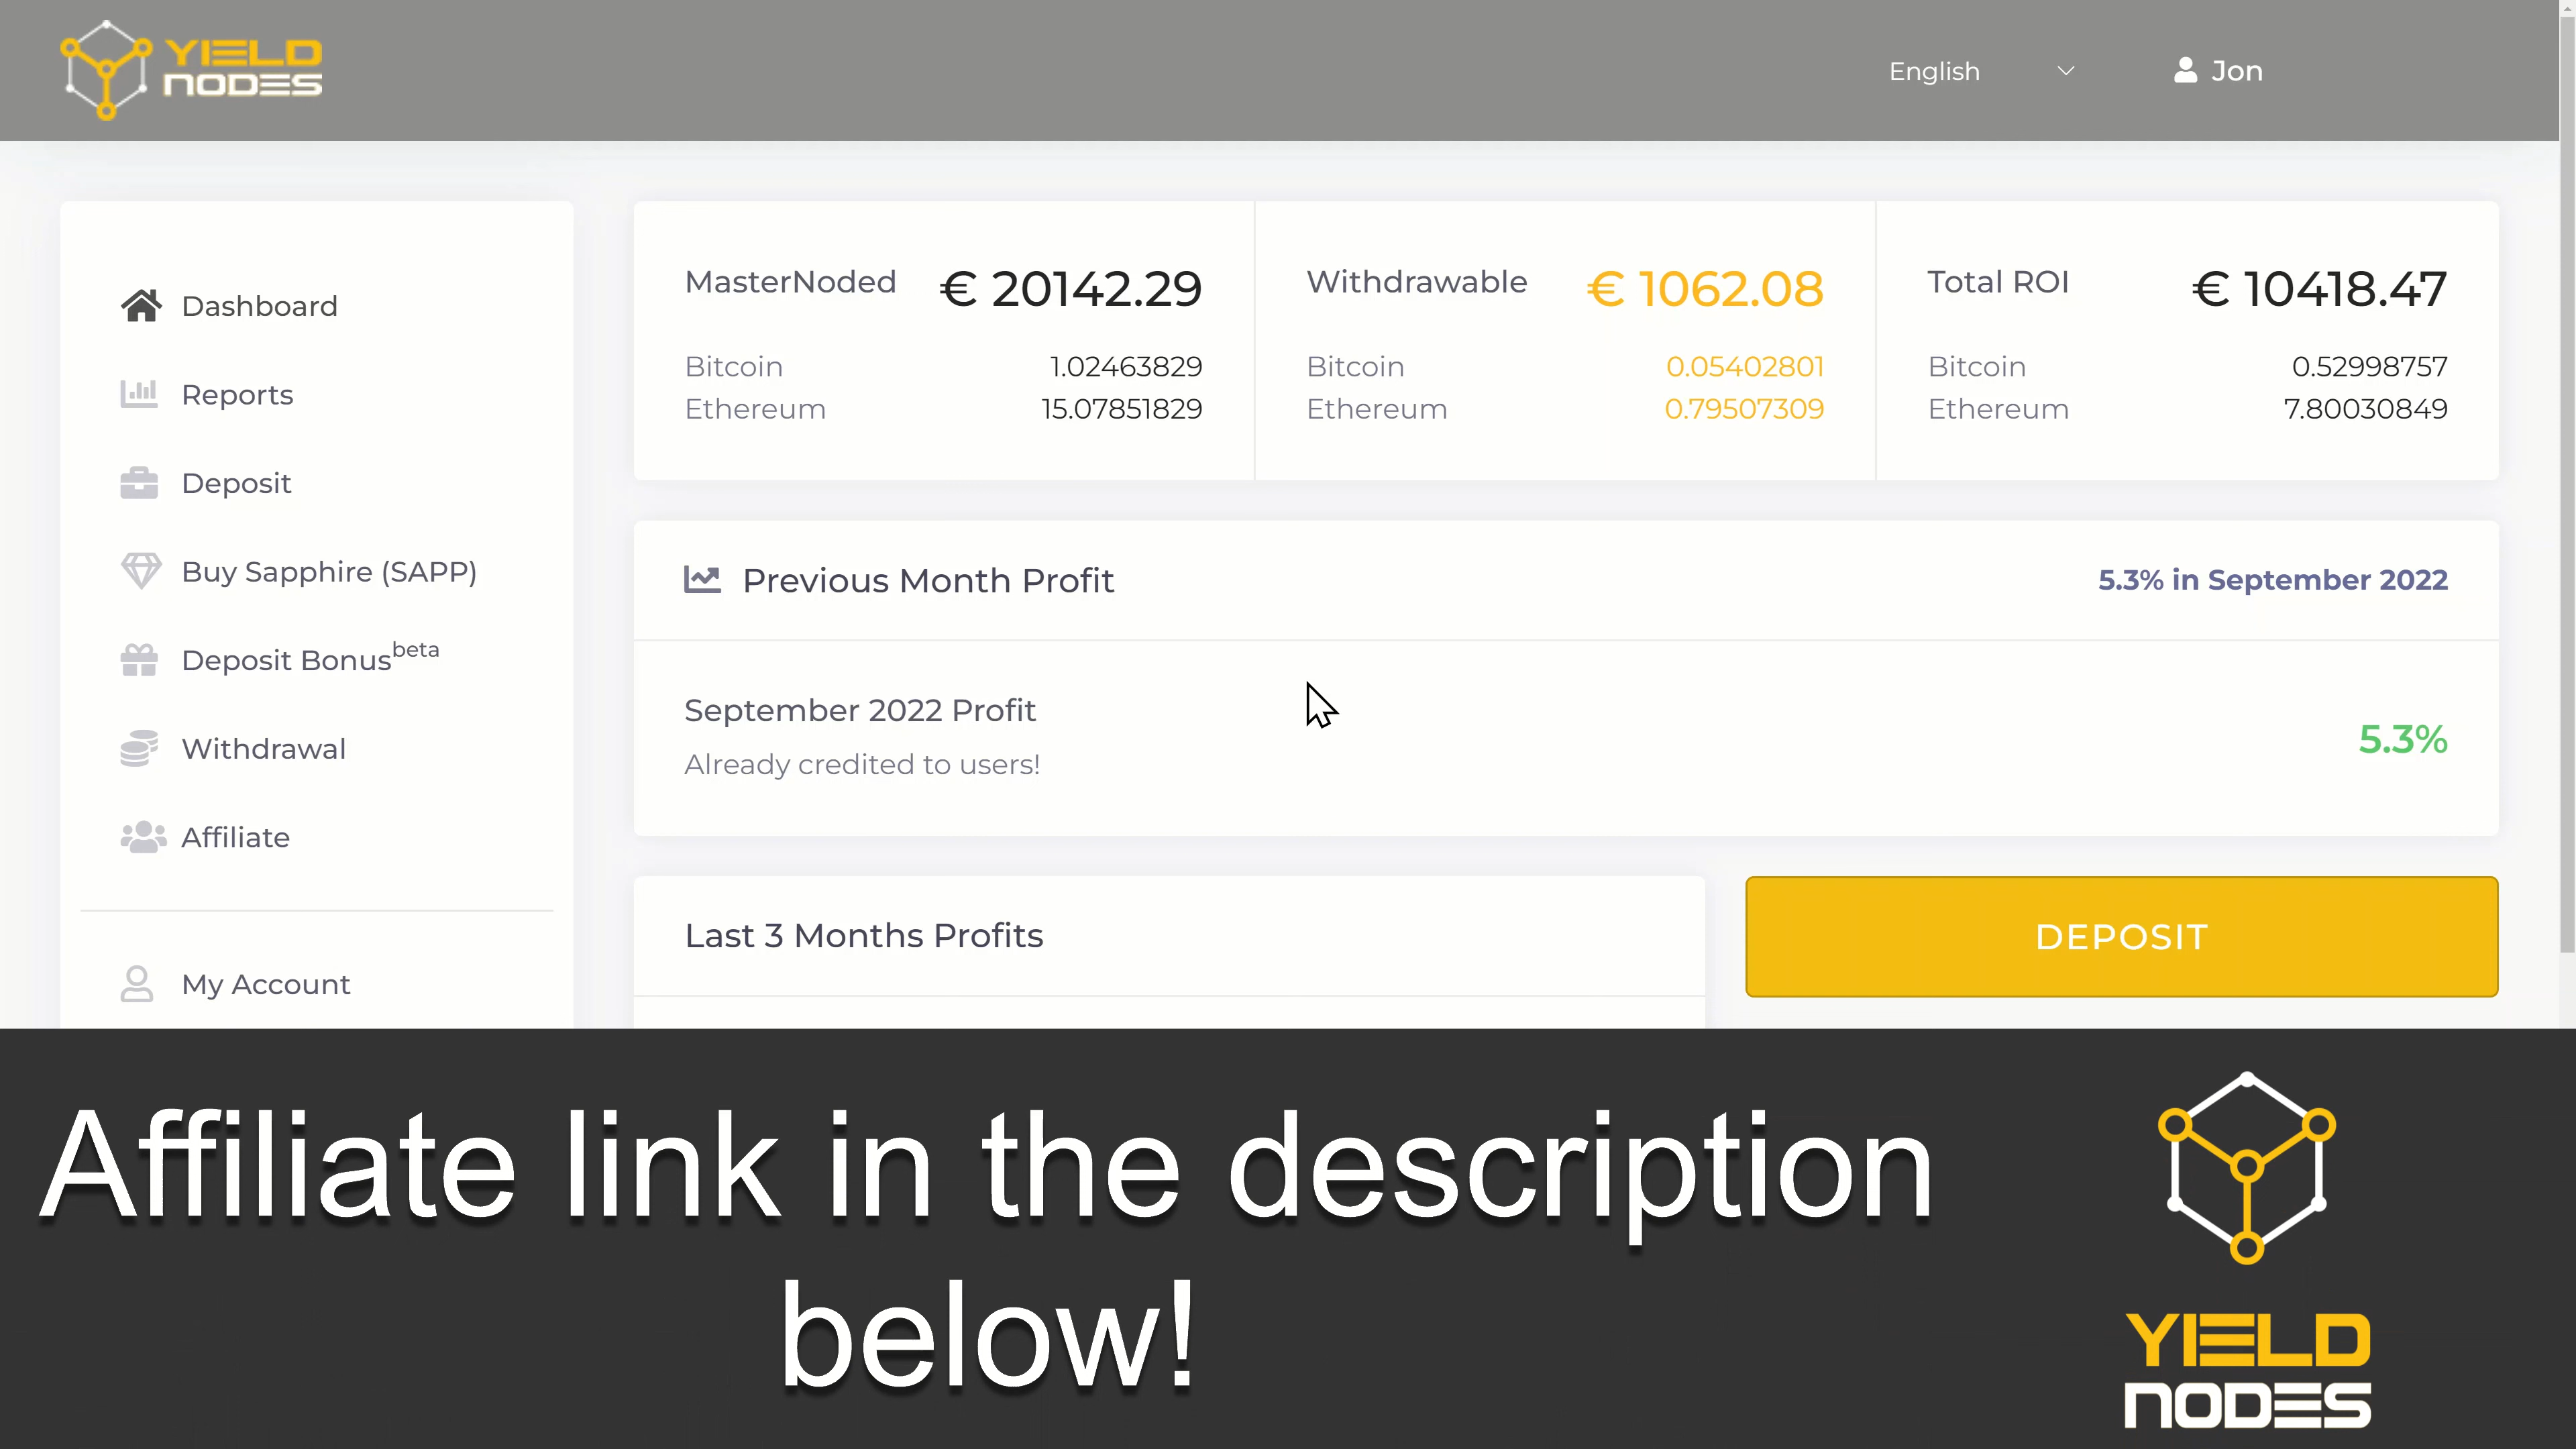 YIELD
NODES
English
Jon
Dashboard
Reports
Deposit
Buy Sapphire (SAPP)
Deposit Bonus beta
Withdrawal
Affiliate
My Account
MasterNoded € 20142.29
Bitcoin 1.02463829
Ethereum 15.07851829
Withdrawable € 1062.08
Bitcoin 0.05402801
Ethereum 0.79507309
Total ROI € 10418.47
Bitcoin 0.52998757
Ethereum 7.80030849
Previous Month Profit 5.3% in September 2022
September 2022 Profit
Already credited to users!
5.3%
Last 3 Months Profits
DEPOSIT
Affiliate link in the description
below!
YIELD
NODES